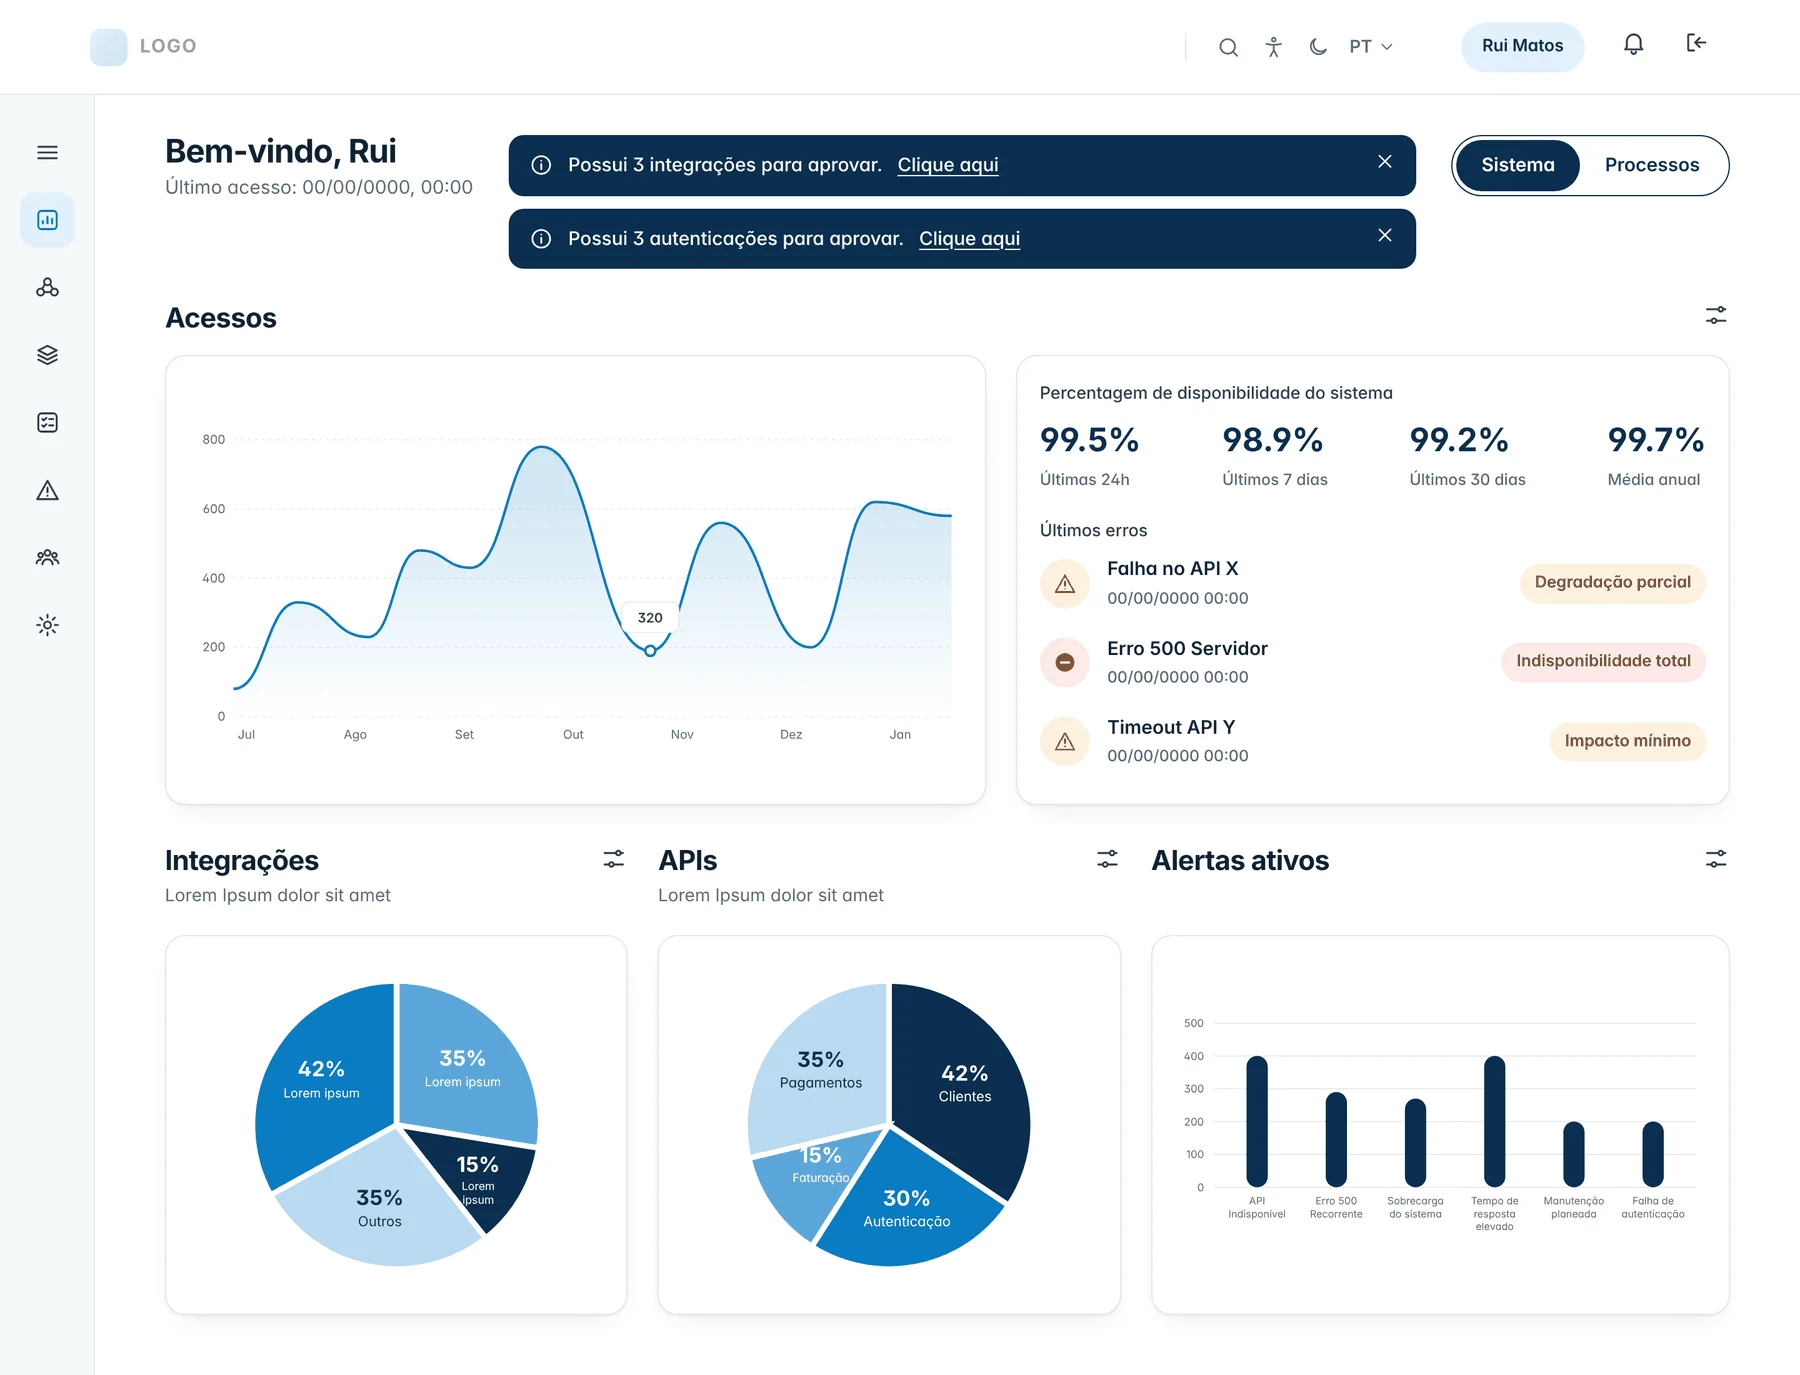 LOGO
PT
Rui Matos
Bem-vindo, Rui
Último acesso: 00/00/0000, 00:00
Possui 3 integrações para aprovar. Clique aqui
Possui 3 autenticações para aprovar. Clique aqui
Sistema
Processos
Acessos
800
600
400
200
0
320
Jul Ago Set Out Nov Dez Jan
Percentagem de disponibilidade do sistema
99.5% 98.9% 99.2% 99.7%
Últimas 24h Últimos 7 dias Últimos 30 dias Média anual
Últimos erros
Falha no API X
00/00/0000 00:00
Degradação parcial
Erro 500 Servidor
00/00/0000 00:00
Indisponibilidade total
Timeout API Y
00/00/0000 00:00
Impacto mínimo
Integrações
Lorem Ipsum dolor sit amet
42%
Lorem ipsum
35%
Lorem ipsum
15%
Lorem
ipsum
35%
Outros
APIs
Lorem Ipsum dolor sit amet
35%
Pagamentos
42%
Clientes
15%
Faturação
30%
Autenticação
Alertas ativos
500
400
300
200
100
0
API
Indisponível
Erro 500
Recorrente
Sobrecarga
do sistema
Tempo de
resposta
elevado
Manutenção
planeada
Falha de
autenticação